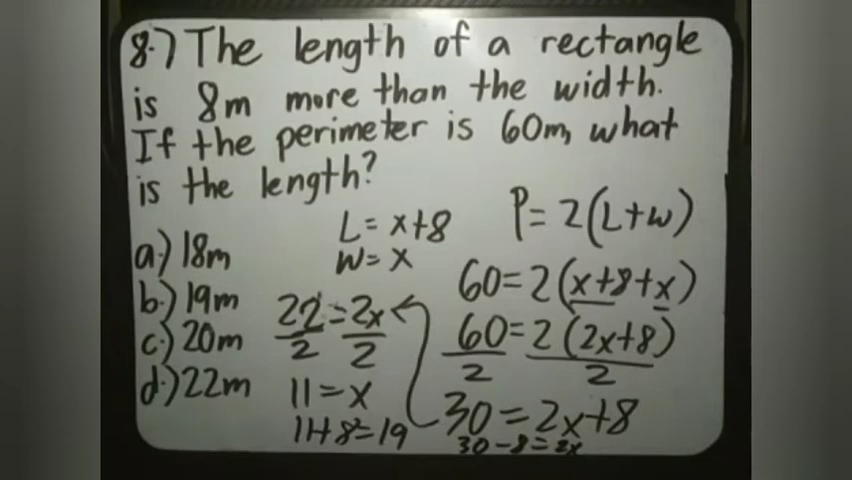 8.) The length of a rectangle
is 8m more than the width.
If the perimeter is 60m, what
is the length?
a.) 18m
b.) 19m
c.) 20m
d.) 22m
L= x+8
W= x
P= 2(L+w)
60=2(x+8+x)
60=2(2x+8)
2 2
30=2x+8
30-8=2x
22=2x
2 2
11=x
11+8=19